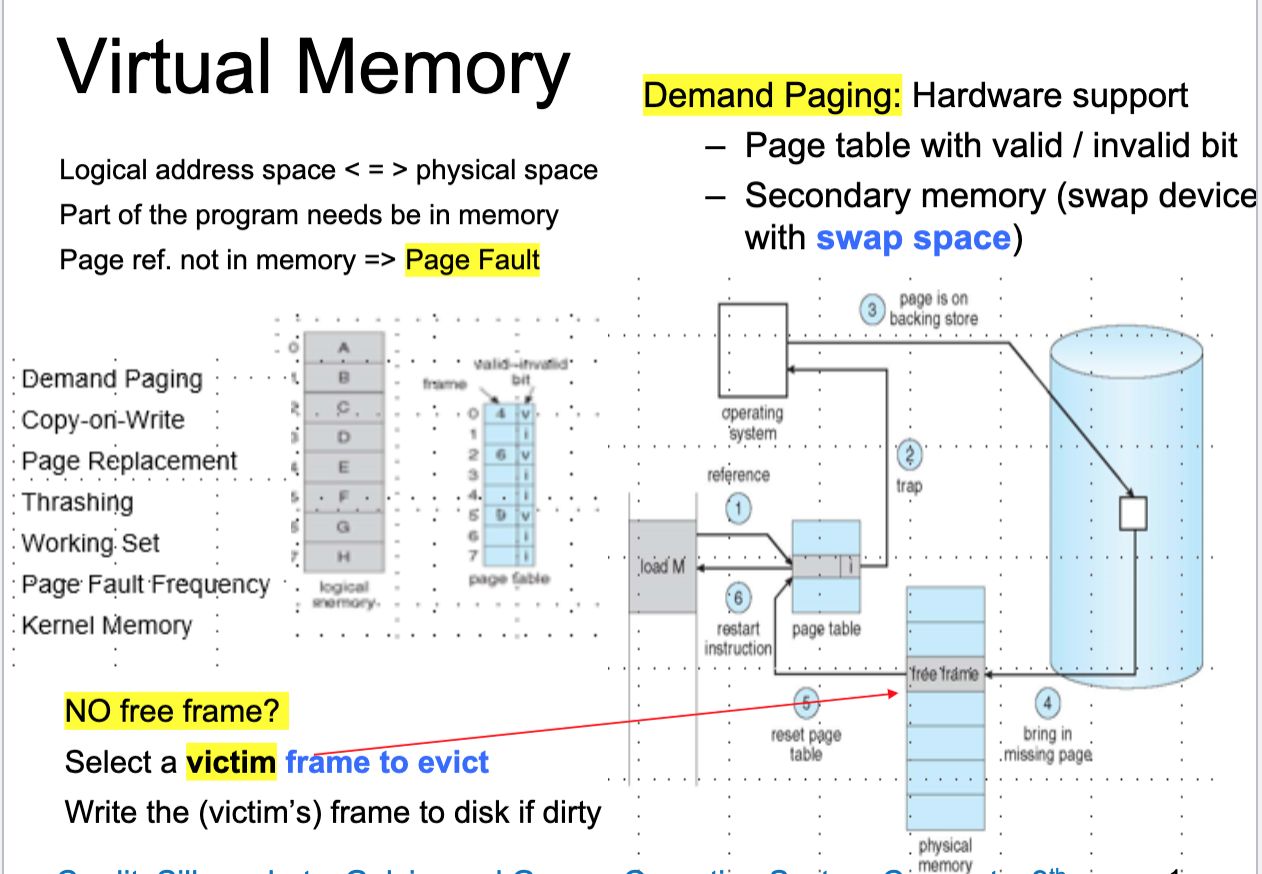 Virtual Memory
Logical address space < = > physical space
Part of the program needs be in memory
Page ref. not in memory => Page Fault
Demand Paging: Hardware support
– Page table with valid / invalid bit
– Secondary memory (swap device
with swap space)
Demand Paging
Copy-on-Write
Page Replacement
Thrashing
Working Set
Page Fault Frequency
Kernel Memory
0 A
1 B
2 C
3 D
4 E
5 F
6 G
7 H
logical
memory
valid–invalid
bit
frame
0 4 v
1 i
2 6 v
3 i
4 i
5 9 v
6 i
7 i
page table
3 page is on
backing store
operating
system
2
trap
reference
1
load M
i
6
restart
instruction
page table
free frame
5
reset page
table
4
bring in
missing page
physical
memory
NO free frame?
Select a victim frame to evict
Write the (victim's) frame to disk if dirty